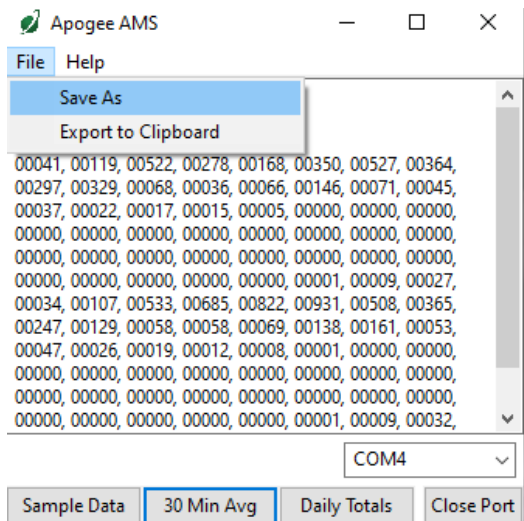 Apogee AMS
File Help
Save As
Export to Clipboard
00041, 00119, 00522, 00278, 00168, 00350, 00527, 00364,
00297, 00329, 00068, 00036, 00066, 00146, 00071, 00045,
00037, 00022, 00017, 00015, 00005, 00000, 00000, 00000,
00000, 00000, 00000, 00000, 00000, 00000, 00000, 00000,
00000, 00000, 00000, 00000, 00000, 00000, 00000, 00000,
00000, 00000, 00000, 00000, 00000, 00001, 00009, 00027,
00034, 00107, 00533, 00685, 00822, 00931, 00508, 00365,
00247, 00129, 00058, 00058, 00069, 00138, 00161, 00053,
00047, 00026, 00019, 00012, 00008, 00001, 00000, 00000,
00000, 00000, 00000, 00000, 00000, 00000, 00000, 00000,
00000, 00000, 00000, 00000, 00000, 00000, 00000, 00000,
00000, 00000, 00000, 00000, 00000, 00001, 00009, 00032,
COM4
Sample Data 30 Min Avg Daily Totals Close Port